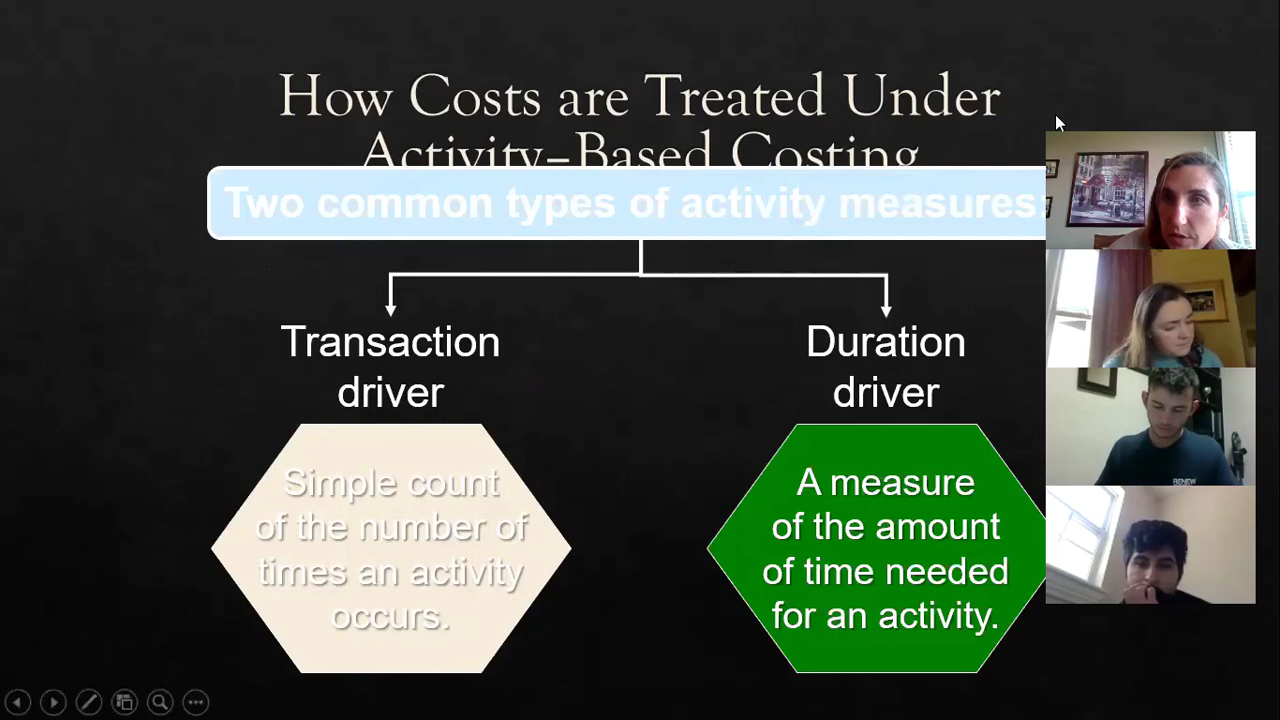 How Costs are Treated Under
Activity–Based Costing
Two common types of activity measures:
Transaction
driver
Duration
driver
Simple count
of the number of
times an activity
occurs.
A measure
of the amount
of time needed
for an activity.
RENEW